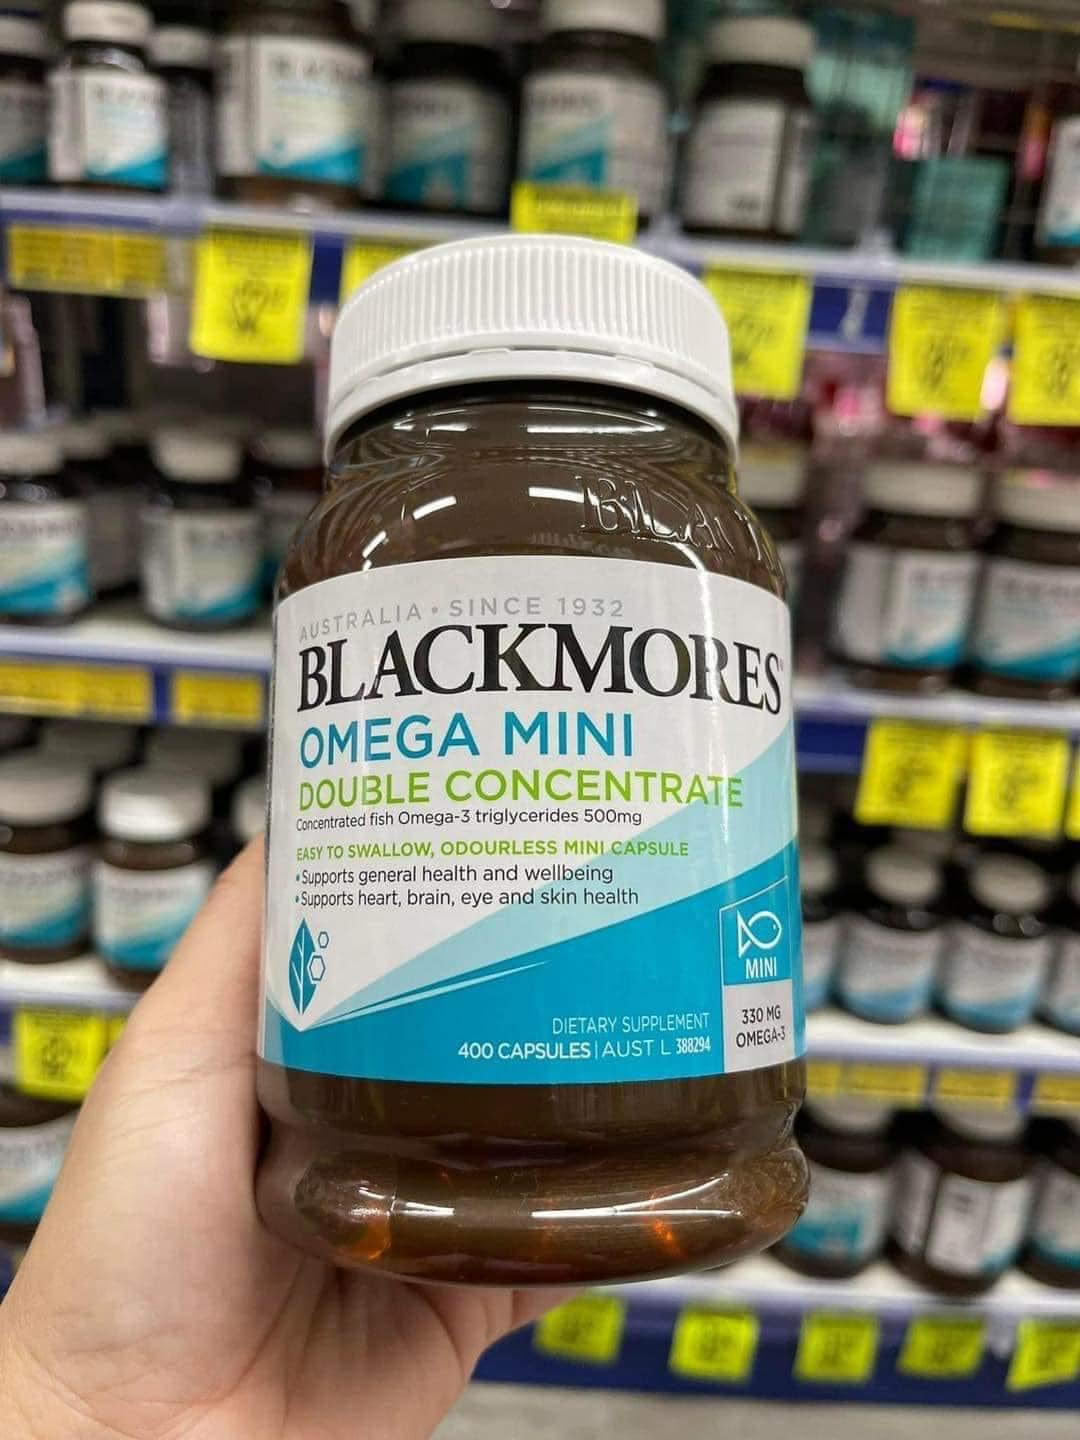 BLA
AUSTRALIA • SINCE 1932
BLACKMORES
OMEGA MINI
DOUBLE CONCENTRATE
Concentrated fish Omega-3 triglycerides 500mg
EASY TO SWALLOW, ODOURLESS MINI CAPSULE
• Supports general health and wellbeing
• Supports heart, brain, eye and skin health
MINI
330 MG
OMEGA-3
DIETARY SUPPLEMENT
400 CAPSULES | AUST L 388294